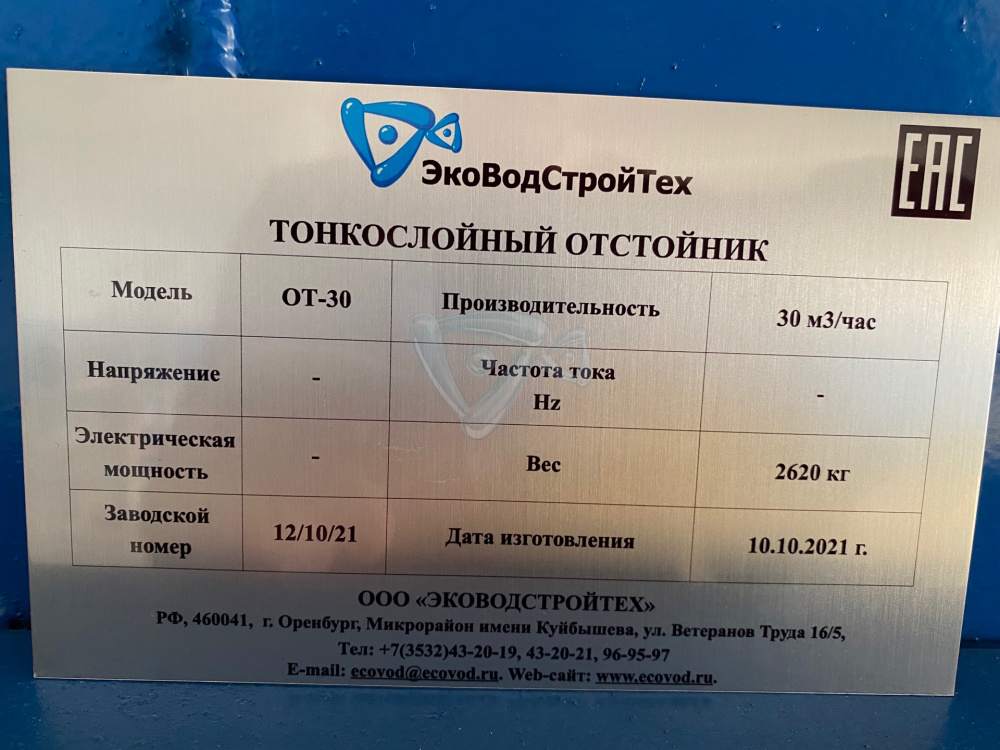 ЭкоВодСтройТех
EAC
ТОНКОСЛОЙНЫЙ ОТСТОЙНИК
Модель ОТ-30 Производительность 30 м3/час
Напряжение - Частота тока
Hz -
Электрическая
мощность - Вес 2620 кг
Заводской
номер 12/10/21 Дата изготовления 10.10.2021 г.
ООО «ЭКОВОДСТРОЙТЕХ»
РФ, 460041, г. Оренбург, Микрорайон имени Куйбышева, ул. Ветеранов Труда 16/5,
Тел: +7(3532)43-20-19, 43-20-21, 96-95-97
E-mail: ecovod@ecovod.ru. Web-сайт: www.ecovod.ru.